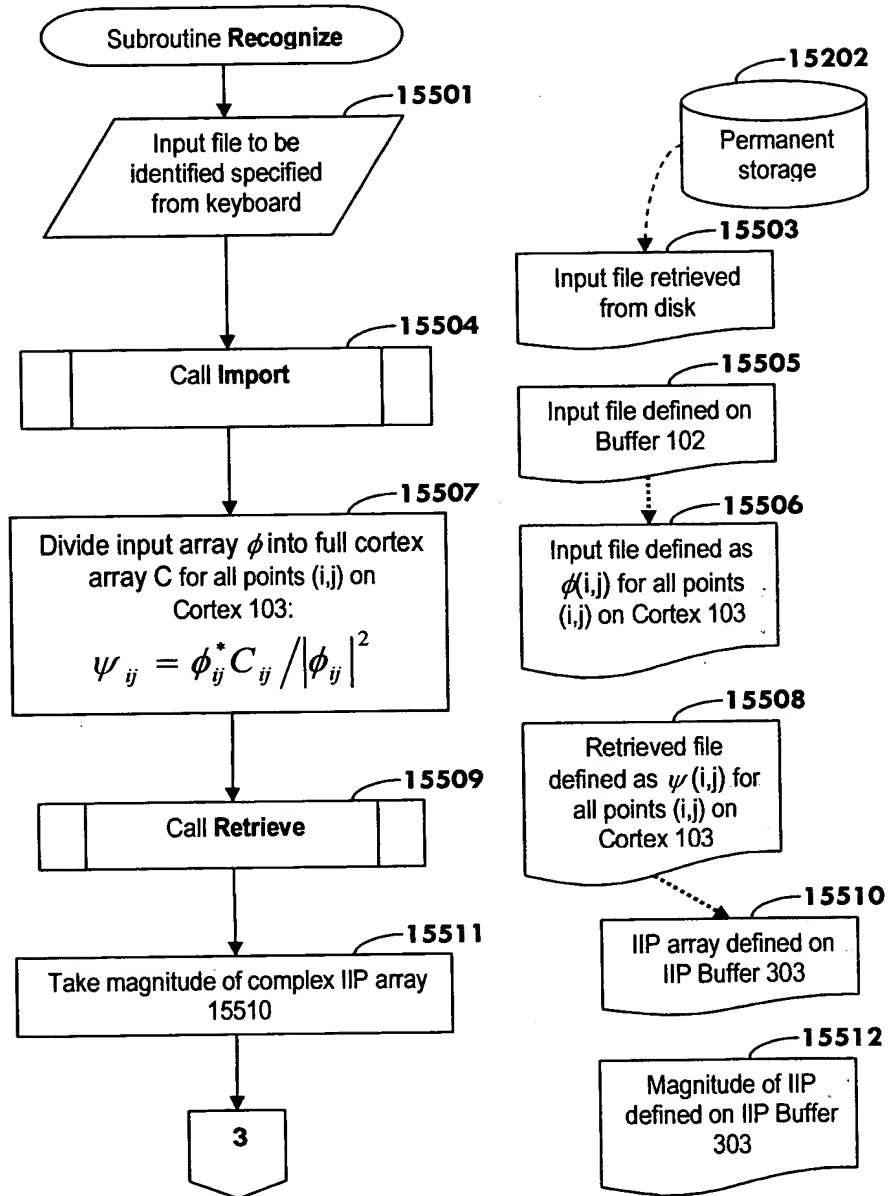 Subroutine Recognize
15501
Input file to be
identified specified
from keyboard
15504
Call Import
15507
Divide input array ϕ into full cortex
array C for all points (i,j) on
Cortex 103:
ψ_ij = ϕ*_ij C_ij / |ϕ_ij|²
15509
Call Retrieve
15511
Take magnitude of complex IIP array
15510
3
15202
Permanent
storage
15503
Input file retrieved
from disk
15505
Input file defined on
Buffer 102
15506
Input file defined as
ϕ(i,j) for all points
(i,j) on Cortex 103
15508
Retrieved file
defined as ψ(i,j) for
all points (i,j) on
Cortex 103
15510
IIP array defined on
IIP Buffer 303
15512
Magnitude of IIP
defined on IIP Buffer
303